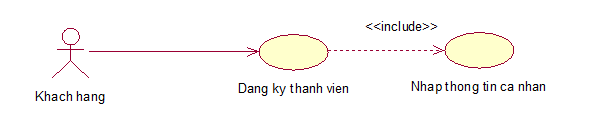 <<include>>
Khach hang
Dang ky thanh vien
Nhap thong tin ca nhan